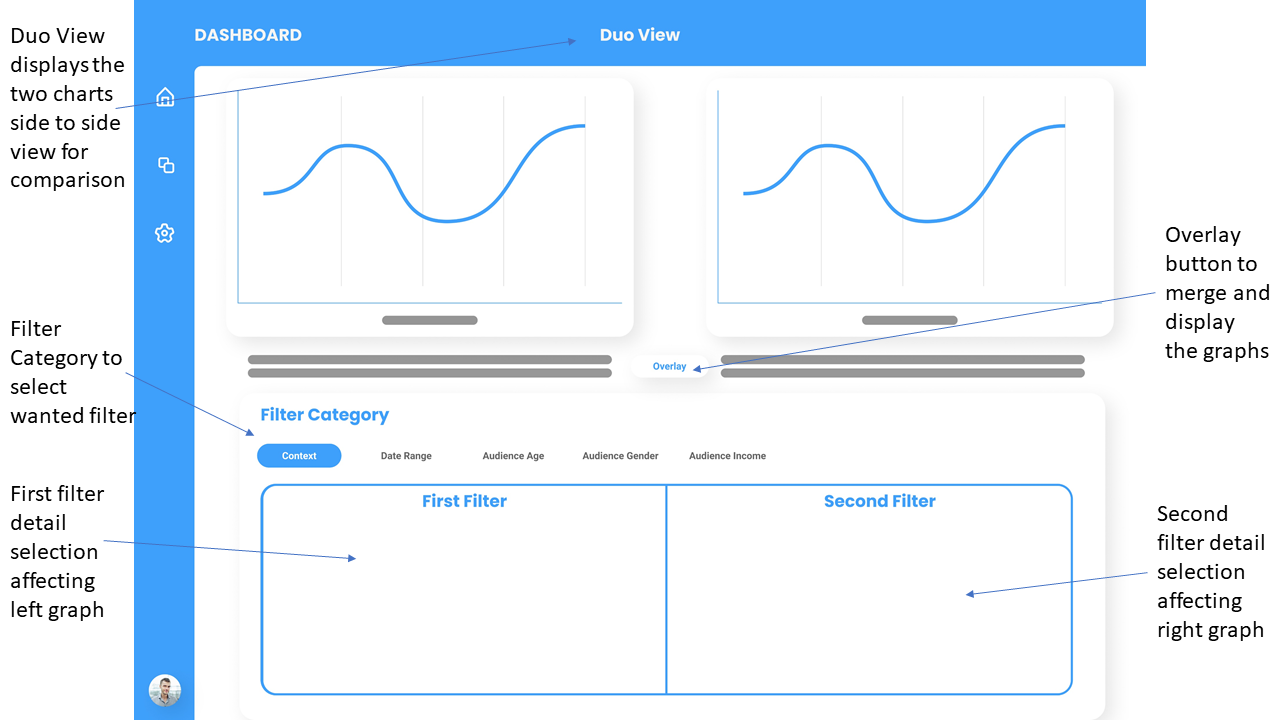 Duo View
displays the
two charts
side to side
view for
comparison
DASHBOARD
Duo View
Overlay
button to
merge and
display
the graphs
Filter
Category to
select
wanted filter
Overlay
Filter Category
Context
Date Range
Audience Age
Audience Gender
Audience Income
First filter
detail
selection
affecting
left graph
First Filter
Second Filter
Second
filter detail
selection
affecting
right graph